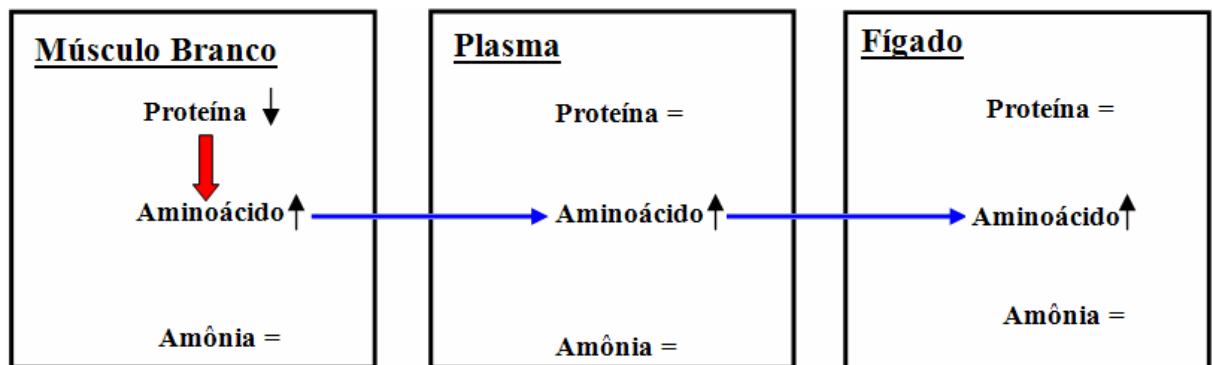 Músculo Branco
Proteína ↓
Aminoácido ↑
Amônia =
Plasma
Proteína =
Aminoácido ↑
Amônia =
Fígado
Proteína =
Aminoácido ↑
Amônia =